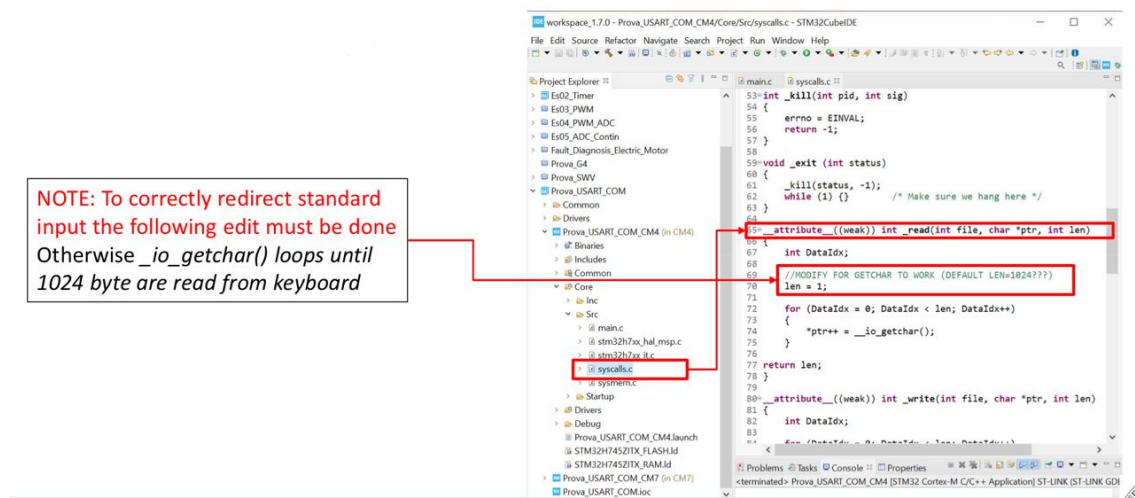 workspace_1.7.0 - Prova_USART_COM_CM4/Core/Src/syscalls.c - STM32CubeIDE
File Edit Source Refactor Navigate Search Project Run Window Help
Project Explorer
Es02_Timer
Es03_PWM
Es04_PWM_ADC
Es05_ADC_Contin
Fault_Diagnosis_Electric_Motor
Prova_G4
Prova_SWV
Prova_USART_COM
Common
Drivers
Prova_USART_COM_CM4 (in CM4)
Binaries
Includes
Common
Core
Inc
Src
main.c
stm32h7xx_hal_msp.c
stm32h7xx_it.c
syscalls.c
sysmem.c
Startup
Drivers
Debug
Prova_USART_COM_CM4.launch
STM32H745ZITX_FLASH.ld
STM32H745ZITX_RAM.ld
Prova_USART_COM_CM7 (in CM7)
Prova_USART_COM.ioc
main.c syscalls.c
53 int _kill(int pid, int sig)
54 {
55 errno = EINVAL;
56 return -1;
57 }
58
59 void _exit (int status)
60 {
61 _kill(status, -1);
62 while (1) {} /* Make sure we hang here */
63 }
64
65 __attribute__((weak)) int _read(int file, char *ptr, int len)
66 {
67 int DataIdx;
68
69 //MODIFY FOR GETCHAR TO WORK (DEFAULT LEN=1024???)
70 len = 1;
71
72 for (DataIdx = 0; DataIdx < len; DataIdx++)
73 {
74 *ptr++ = __io_getchar();
75 }
76
77 return len;
78 }
79
80 __attribute__((weak)) int _write(int file, char *ptr, int len)
81 {
82 int DataIdx;
83
84 for (DataIdx = 0; DataIdx < len; DataIdx++)
Problems Tasks Console Properties
<terminated> Prova_USART_COM_CM4 [STM32 Cortex-M C/C++ Application] ST-LINK (ST-LINK GDI
NOTE: To correctly redirect standard
input the following edit must be done
Otherwise _io_getchar() loops until
1024 byte are read from keyboard